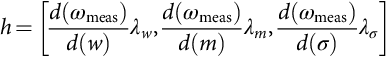 h = [d(ω_meas)/d(w) λ_w, d(ω_meas)/d(m) λ_m, d(ω_meas)/d(σ) λ_σ]